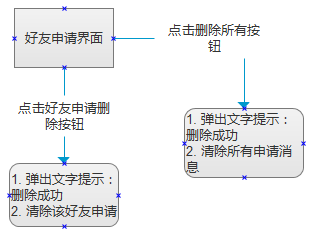 好友申请界面
点击删除所有按
钮
点击好友申请删
除按钮
1. 弹出文字提示：
删除成功
2. 清除所有申请消
息
1. 弹出文字提示：
删除成功
2. 清除该好友申请